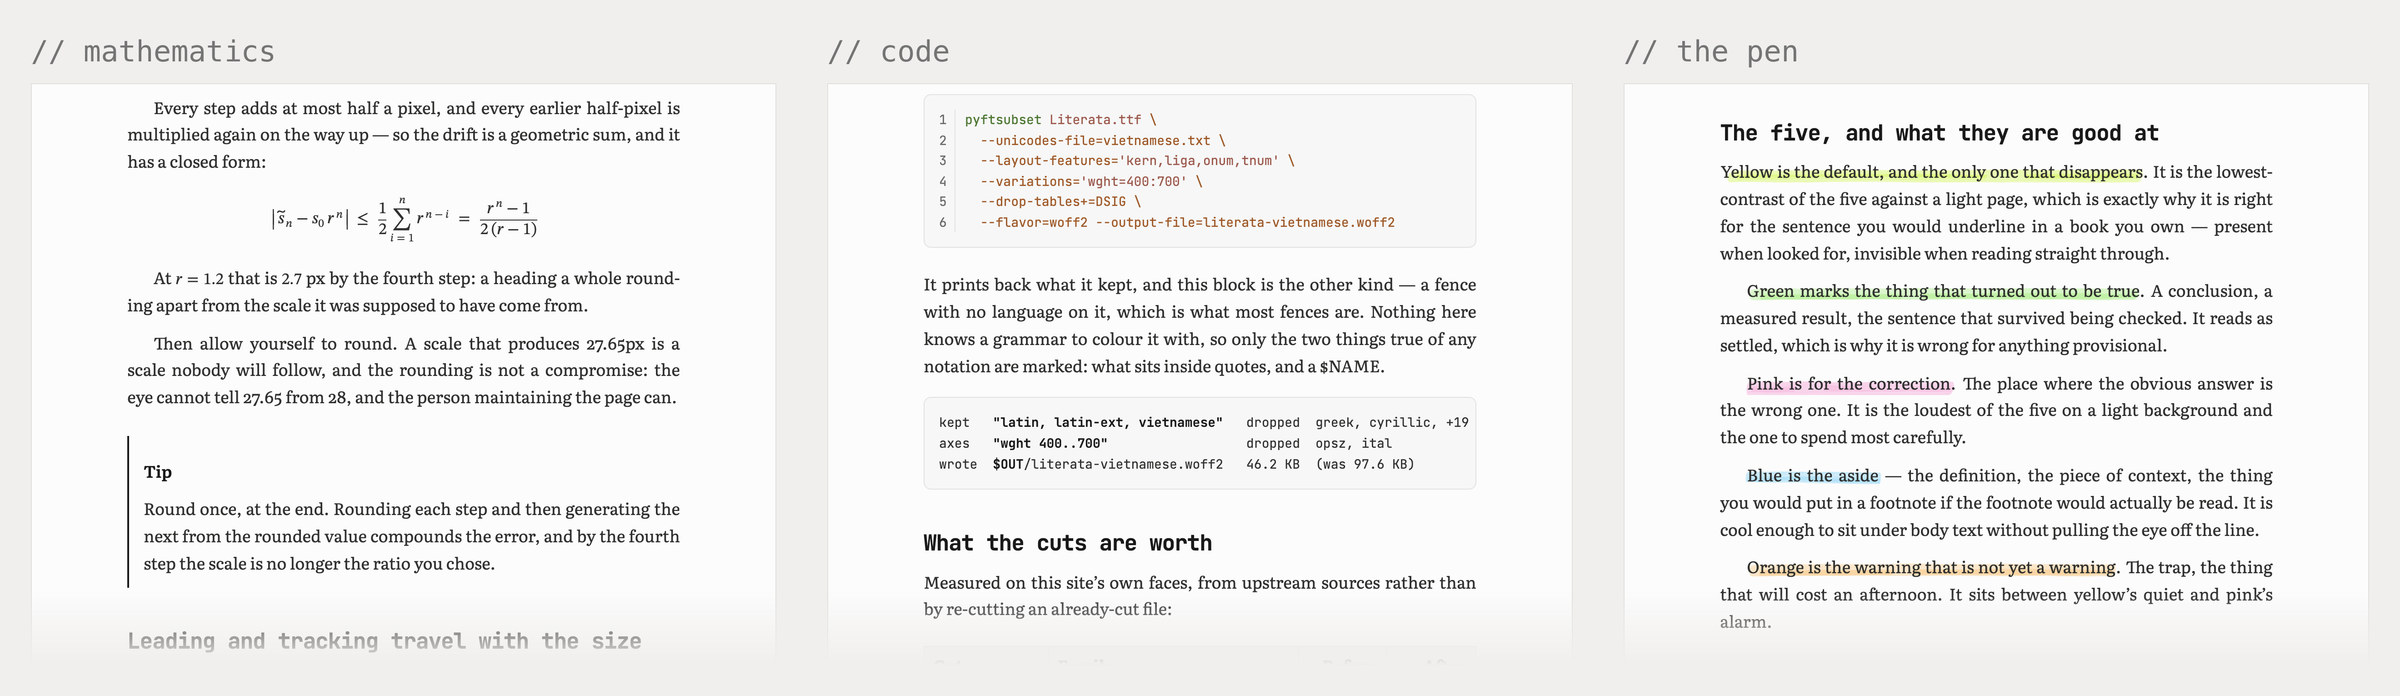 // mathematics
Every step adds at most half a pixel, and every earlier half-pixel is
multiplied again on the way up — so the drift is a geometric sum, and it
has a closed form:
|s̃ₙ − s₀ rⁿ| ≤ 1/2 ∑ᵢ₌₁ⁿ rⁿ⁻ⁱ = (rⁿ − 1)/(2(r − 1))
At r = 1.2 that is 2.7 px by the fourth step: a heading a whole round-
ing apart from the scale it was supposed to have come from.
Then allow yourself to round. A scale that produces 27.65px is a
scale nobody will follow, and the rounding is not a compromise: the
eye cannot tell 27.65 from 28, and the person maintaining the page can.
Tip
Round once, at the end. Rounding each step and then generating the
next from the rounded value compounds the error, and by the fourth
step the scale is no longer the ratio you chose.
Leading and tracking travel with the size
// code
1 pyftsubset Literata.ttf \
2 --unicodes-file=vietnamese.txt \
3 --layout-features='kern,liga,onum,tnum' \
4 --variations='wght=400:700' \
5 --drop-tables+=DSIG \
6 --flavor=woff2 --output-file=literata-vietnamese.woff2
It prints back what it kept, and this block is the other kind — a fence
with no language on it, which is what most fences are. Nothing here
knows a grammar to colour it with, so only the two things true of any
notation are marked: what sits inside quotes, and a $NAME.
kept "latin, latin-ext, vietnamese" dropped greek, cyrillic, +19
axes "wght 400..700" dropped opsz, ital
wrote $OUT/literata-vietnamese.woff2 46.2 KB (was 97.6 KB)
What the cuts are worth
Measured on this site's own faces, from upstream sources rather than
by re-cutting an already-cut file:
// the pen
The five, and what they are good at
Yellow is the default, and the only one that disappears. It is the lowest-
contrast of the five against a light page, which is exactly why it is right
for the sentence you would underline in a book you own — present
when looked for, invisible when reading straight through.
Green marks the thing that turned out to be true. A conclusion, a
measured result, the sentence that survived being checked. It reads as
settled, which is why it is wrong for anything provisional.
Pink is for the correction. The place where the obvious answer is
the wrong one. It is the loudest of the five on a light background and
the one to spend most carefully.
Blue is the aside — the definition, the piece of context, the thing
you would put in a footnote if the footnote would actually be read. It is
cool enough to sit under body text without pulling the eye off the line.
Orange is the warning that is not yet a warning. The trap, the thing
that will cost an afternoon. It sits between yellow's quiet and pink's
alarm.